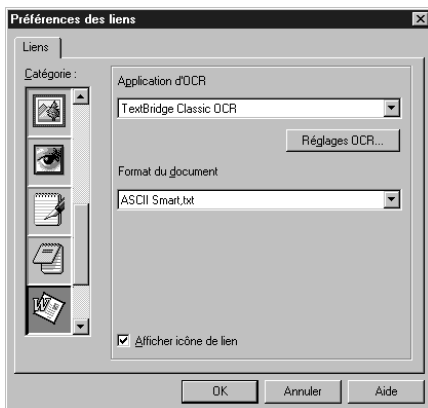 Préférences des liens
Liens
Catégorie :
Application d'OCR
TextBridge Classic OCR
Réglages OCR...
Format du document
ASCII Smart,txt
Afficher icône de lien
OK
Annuler
Aide